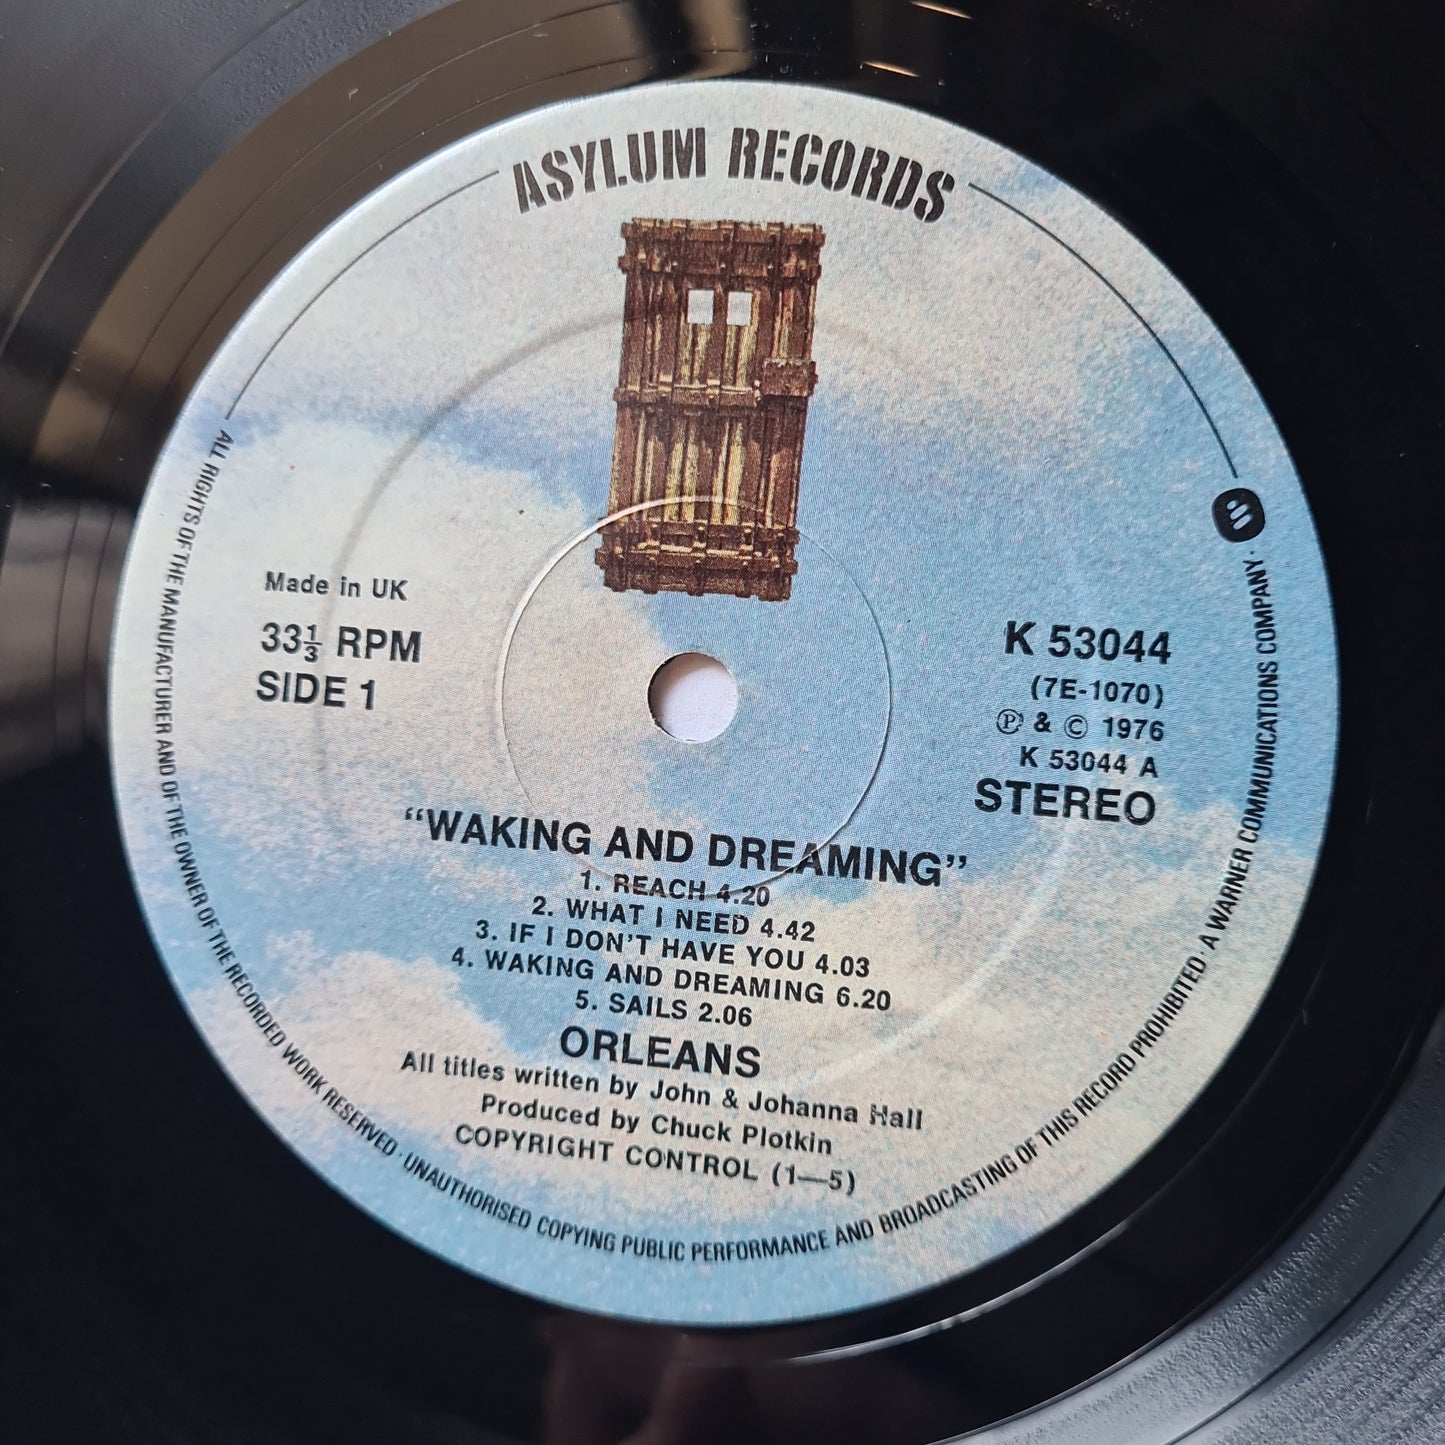 ASYLUM RECORDS
Made in UK
33⅓ RPM
SIDE 1
K 53044
(7E-1070)
Ⓟ & © 1976
K 53044 A
STEREO
“WAKING AND DREAMING”
1. REACH 4.20
2. WHAT I NEED 4.42
3. IF I DON'T HAVE YOU 4.03
4. WAKING AND DREAMING 6.20
5. SAILS 2.06
ORLEANS
All titles written by John & Johanna Hall
Produced by Chuck Plotkin
COPYRIGHT CONTROL (1—5)
ALL RIGHTS OF THE MANUFACTURER AND OF THE OWNER OF THE RECORDED WORK RESERVED · UNAUTHORISED COPYING PUBLIC PERFORMANCE AND BROADCASTING OF THIS RECORD PROHIBITED · A WARNER COMMUNICATIONS COMPANY ·